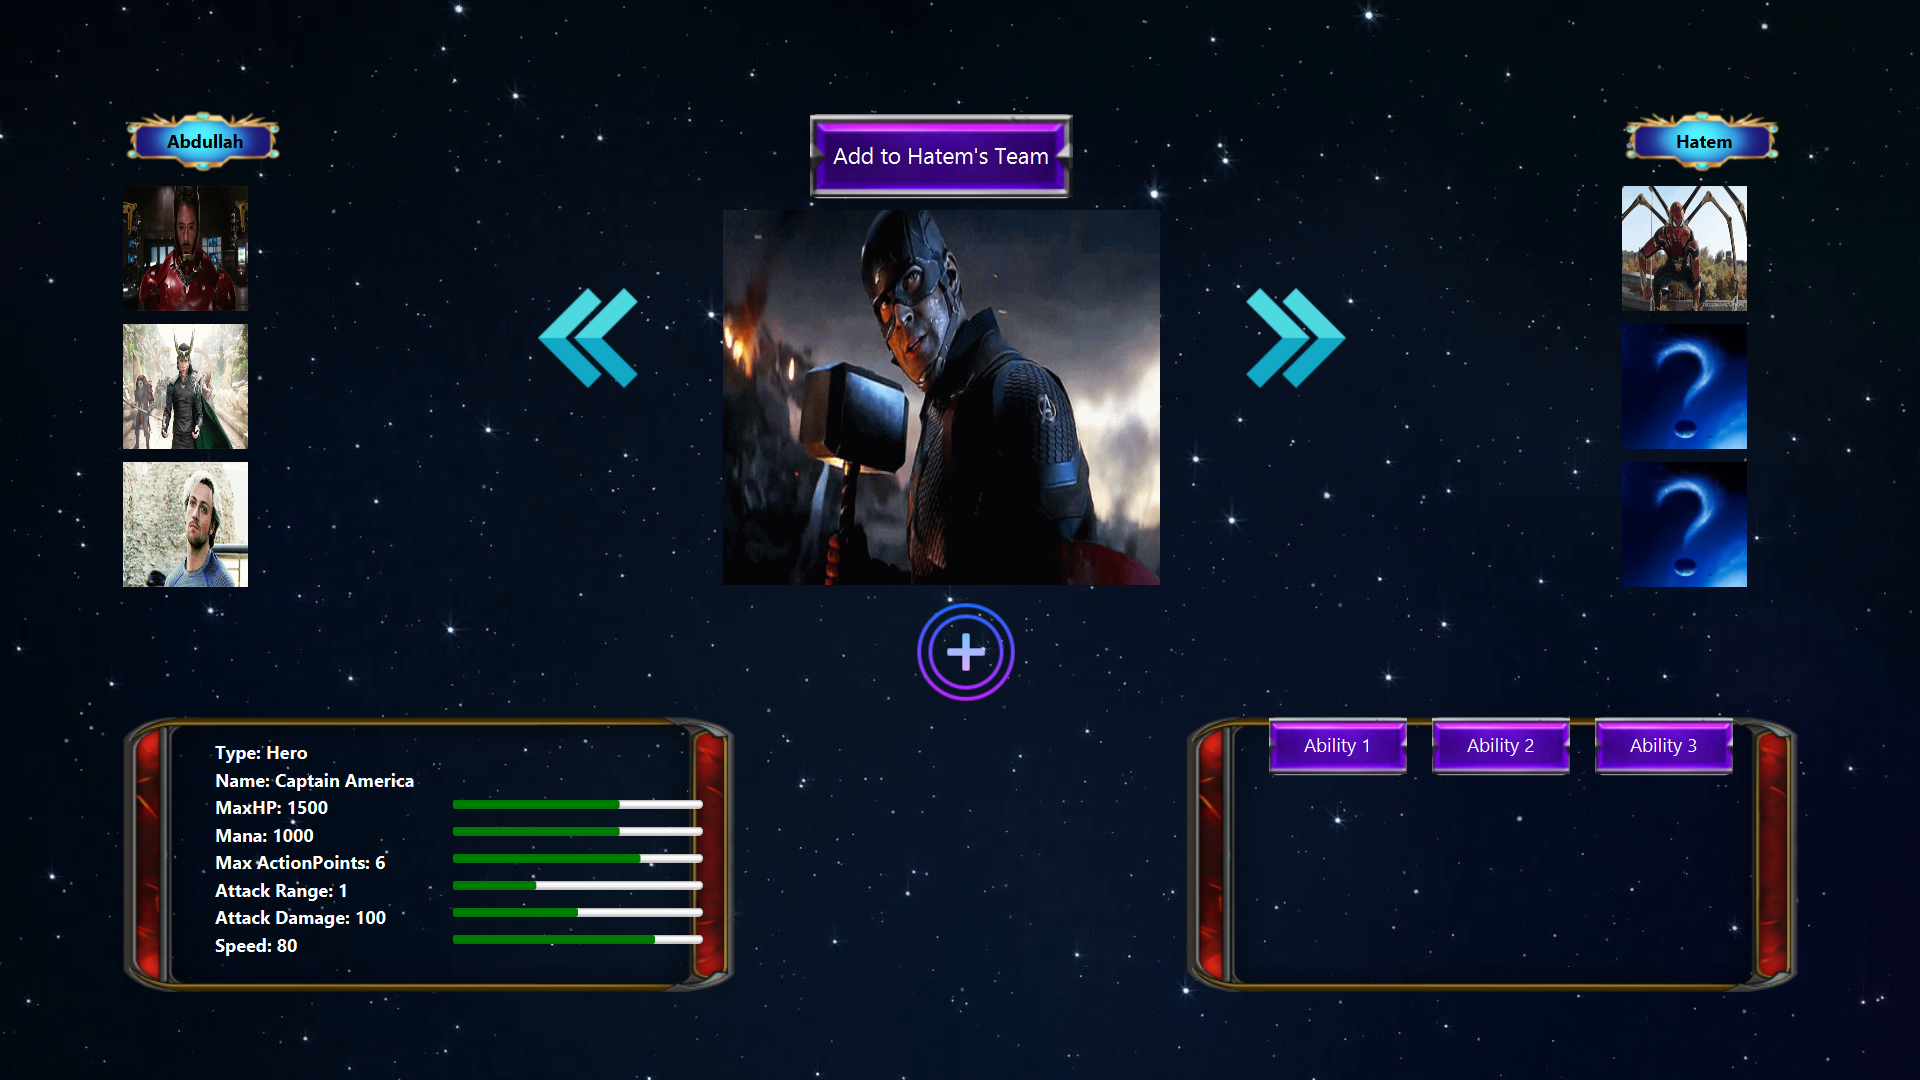 Abdullah
Add to Hatem's Team
Hatem
Type: Hero
Name: Captain America
MaxHP: 1500
Mana: 1000
Max ActionPoints: 6
Attack Range: 1
Attack Damage: 100
Speed: 80
Ability 1
Ability 2
Ability 3